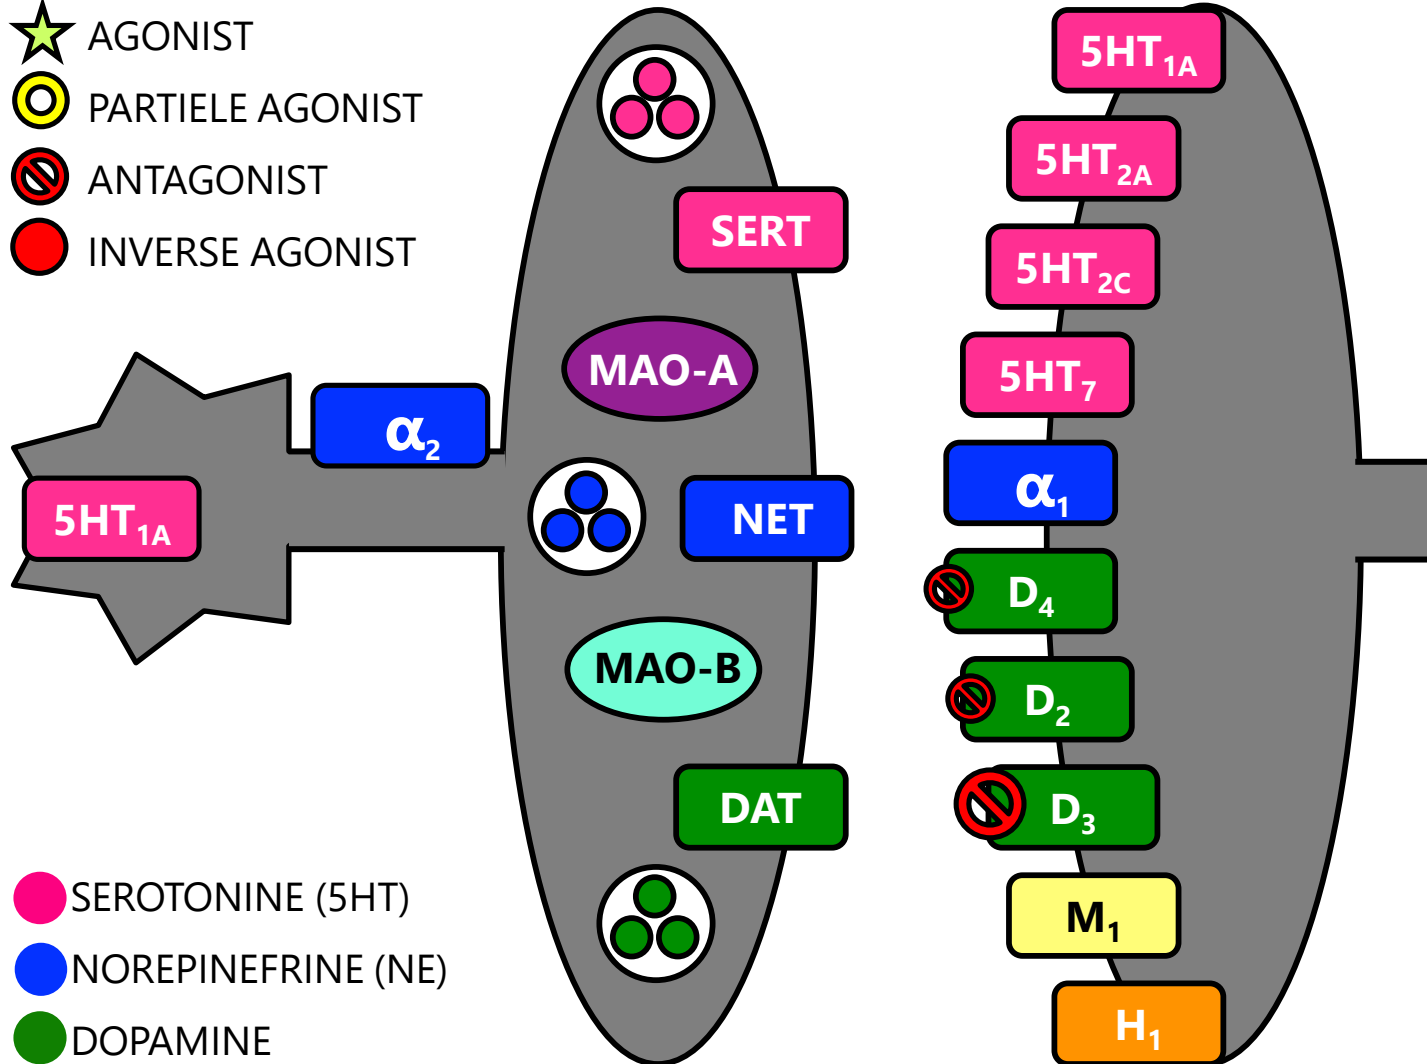 AGONIST
PARTIELE AGONIST
ANTAGONIST
INVERSE AGONIST
5HT1A
α2
SERT
MAO-A
NET
MAO-B
DAT
5HT1A
5HT2A
5HT2C
5HT7
α1
D4
D2
D3
M1
H1
SEROTONINE (5HT)
NOREPINEFRINE (NE)
DOPAMINE